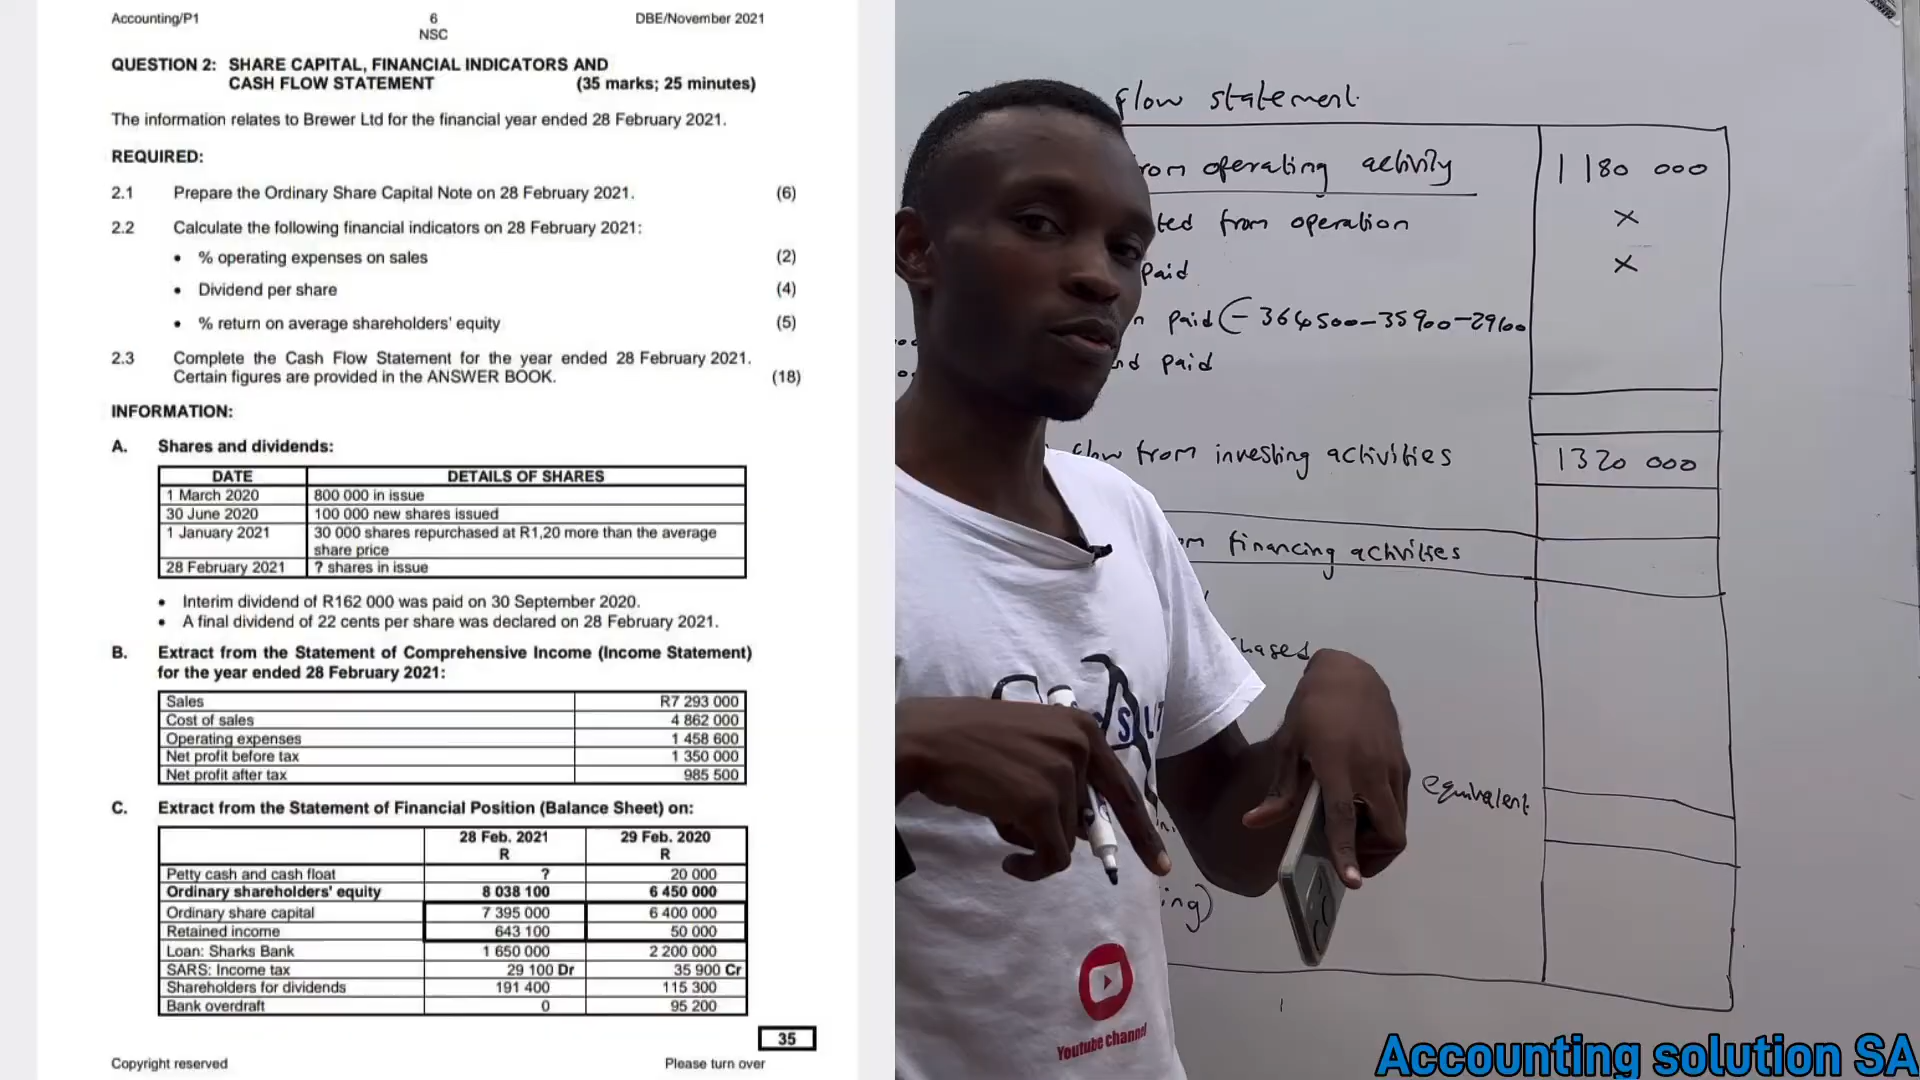 Accounting/P1
6
DBE/November 2021
NSC
QUESTION 2: SHARE CAPITAL, FINANCIAL INDICATORS AND
CASH FLOW STATEMENT (35 marks; 25 minutes)
The information relates to Brewer Ltd for the financial year ended 28 February 2021.
REQUIRED:
2.1 Prepare the Ordinary Share Capital Note on 28 February 2021. (6)
2.2 Calculate the following financial indicators on 28 February 2021:
• % operating expenses on sales (2)
• Dividend per share (4)
• % return on average shareholders' equity (5)
2.3 Complete the Cash Flow Statement for the year ended 28 February 2021.
Certain figures are provided in the ANSWER BOOK. (18)
INFORMATION:
A. Shares and dividends:
DATE DETAILS OF SHARES
1 March 2020 800 000 in issue
30 June 2020 100 000 new shares issued
1 January 2021 30 000 shares repurchased at R1,20 more than the average
share price
28 February 2021 ? shares in issue
• Interim dividend of R162 000 was paid on 30 September 2020.
• A final dividend of 22 cents per share was declared on 28 February 2021.
B. Extract from the Statement of Comprehensive Income (Income Statement)
for the year ended 28 February 2021:
Sales R7 293 000
Cost of sales 4 862 000
Operating expenses 1 458 600
Net profit before tax 1 350 000
Net profit after tax 985 500
C. Extract from the Statement of Financial Position (Balance Sheet) on:
28 Feb. 2021 29 Feb. 2020
R R
Petty cash and cash float ? 20 000
Ordinary shareholders' equity 8 038 100 6 450 000
Ordinary share capital 7 395 000 6 400 000
Retained income 643 100 50 000
Loan: Sharks Bank 1 650 000 2 200 000
SARS: Income tax 29 100 Dr 35 900 Cr
Shareholders for dividends 191 400 115 300
Bank overdraft 0 95 200
35
Copyright reserved
Please turn over
flow statement
rom operating activity 1 180 000
ted from operation x
paid x
n paid (-364500-35900-29100
nd paid
flow from investing activities 1320 000
m financing activities
hased
equivalent
ing)
Youtube channel
Accounting solution SA